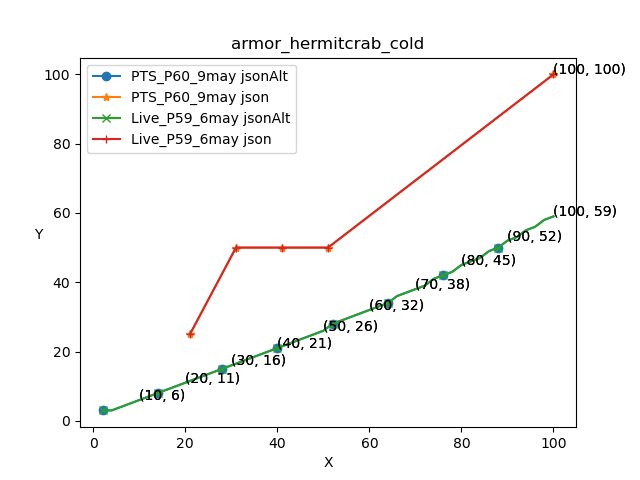 armor_hermitcrab_cold
PTS_P60_9may jsonAlt
PTS_P60_9may json
Live_P59_6may jsonAlt
Live_P59_6may json
(100, 100)
(100, 59)
(90, 52)
(80, 45)
(70, 38)
(60, 32)
(50, 26)
(40, 21)
(30, 16)
(20, 11)
(10, 6)
Y
100
80
60
40
20
0
0 20 40 60 80 100
X